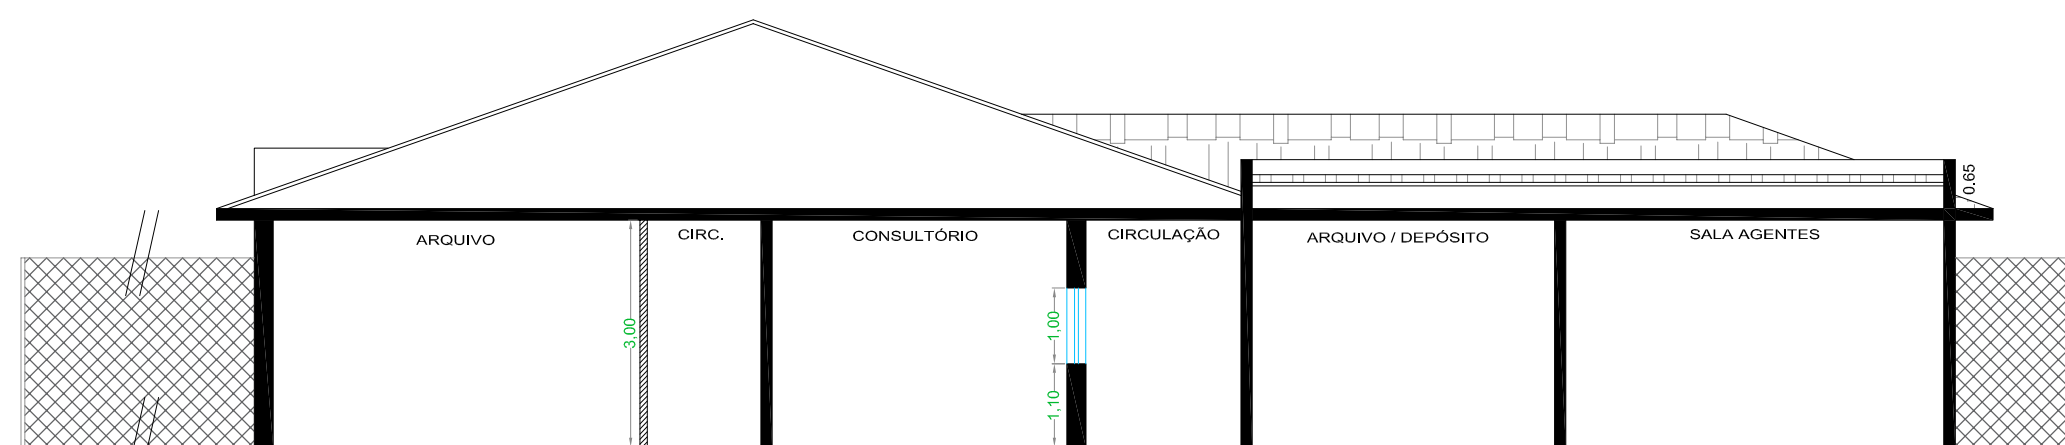 0.65
ARQUIVO
CIRC.
CONSULTÓRIO
CIRCULAÇÃO
ARQUIVO / DEPÓSITO
SALA AGENTES
3,00
1,00
1,10